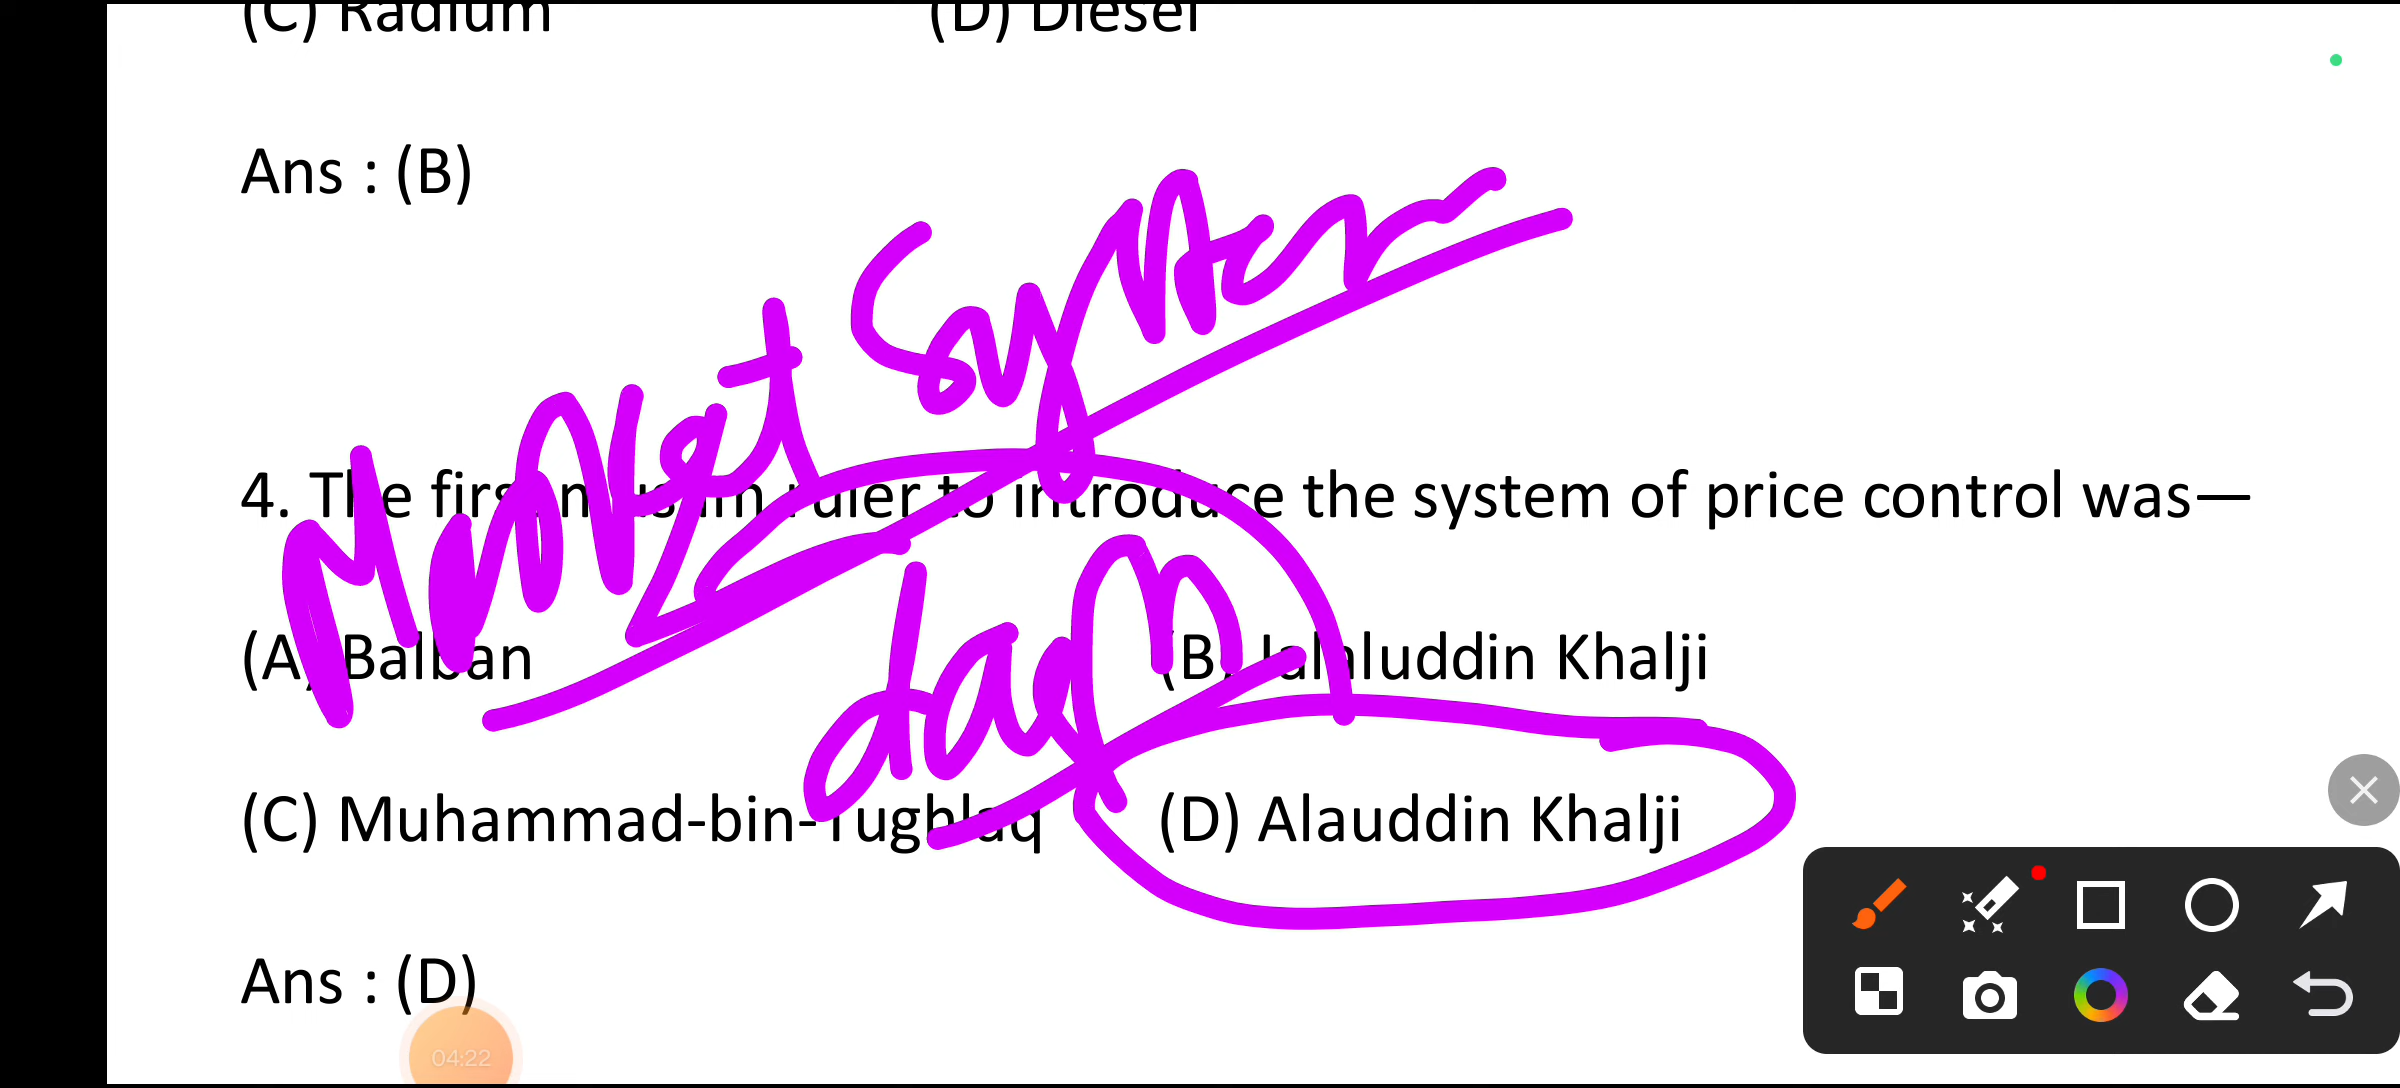 (C) Radium (D) Diesel
Ans : (B)
Market System
4. The first muslim ruler to introduce the system of price control was—
dam
(A) Balban (B) Jalaluddin Khalji
(C) Muhammad-bin-Tughlaq (D) Alauddin Khalji
Ans : (D)
04:22